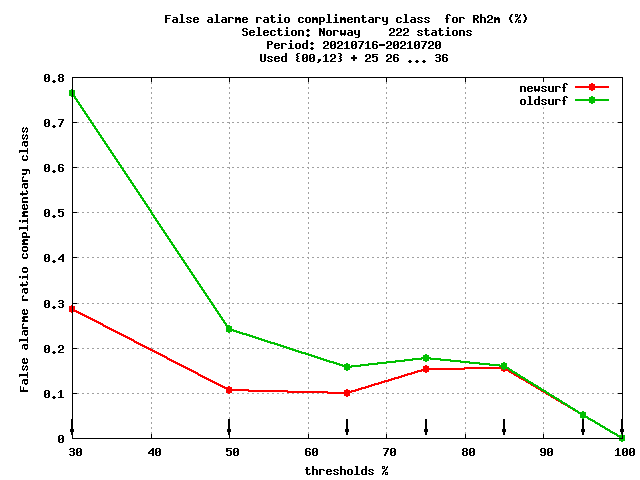 False alarme ratio complimentary class  for Rh2m (%)
Selection: Norway    222 stations
Period: 20210716-20210720
Used {00,12} + 25 26 ... 36
newsurf
oldsurf
False alarme ratio complimentary class
0.8
0.7
0.6
0.5
0.4
0.3
0.2
0.1
0
30 40 50 60 70 80 90 100
thresholds %